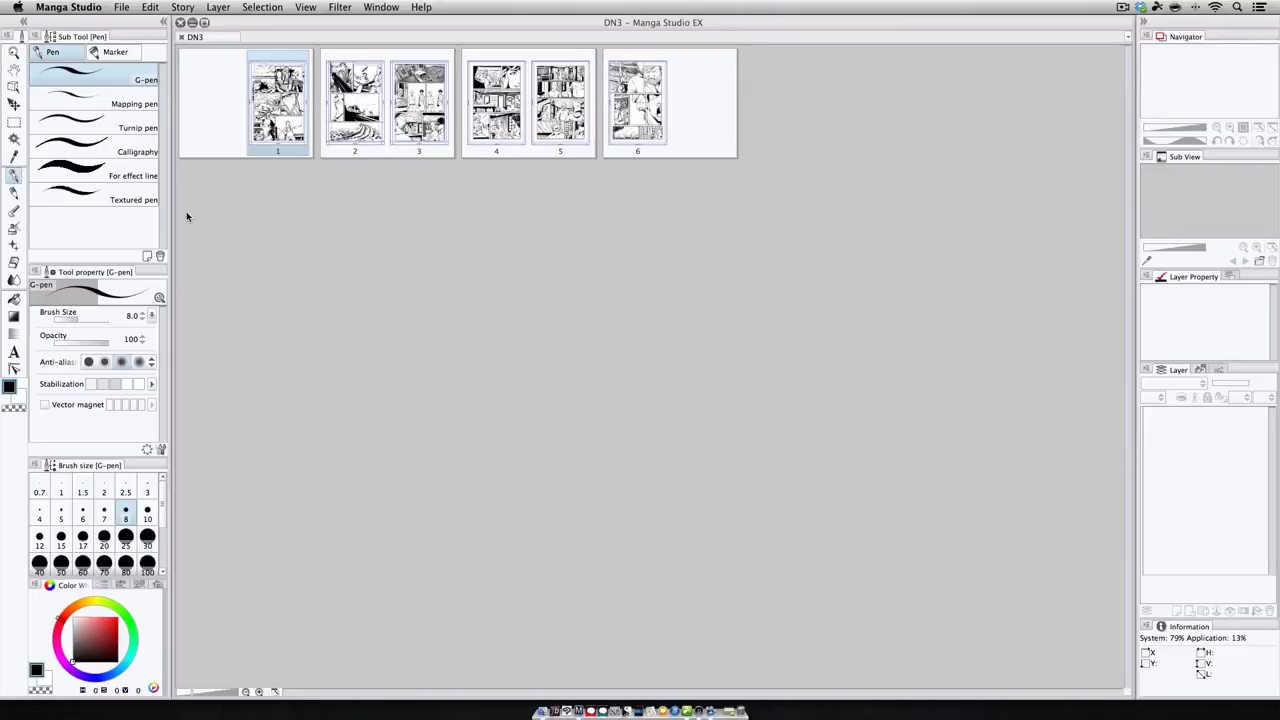 Manga Studio File Edit Story Layer Selection View Filter Window Help
DN3 - Manga Studio EX
Sub Tool [Pen]
DN3
Navigator
Pen Marker
G-pen
Mapping pen
Turnip pen
Calligraphy
For effect line
Textured pen
1 2 3 4 5 6
Sub View
Tool property [G-pen]
G-pen
Brush Size 8.0
Opacity 100
Anti-alias
Stabilization
Vector magnet
Layer Property
Layer
Brush size [G-pen]
0.7 1 1.5 2 2.5 3
4 5 6 7 8 10
12 15 17 20 25 30
40 50 60 70 80 100
Color W
H 0 S 0 V 0
Information
System: 79% Application: 13%
X H:
Y: V:
L: